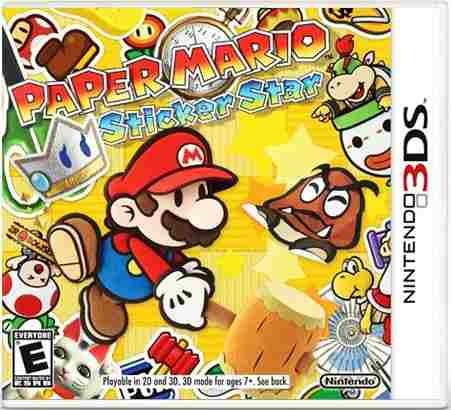 PAPER MARIO
TM
Sticker Star
M
NINTENDO 3DS
EVERYONE
E
ESRB
Playable in 2D and 3D. 3D mode for ages 7+. See back.
Nintendo